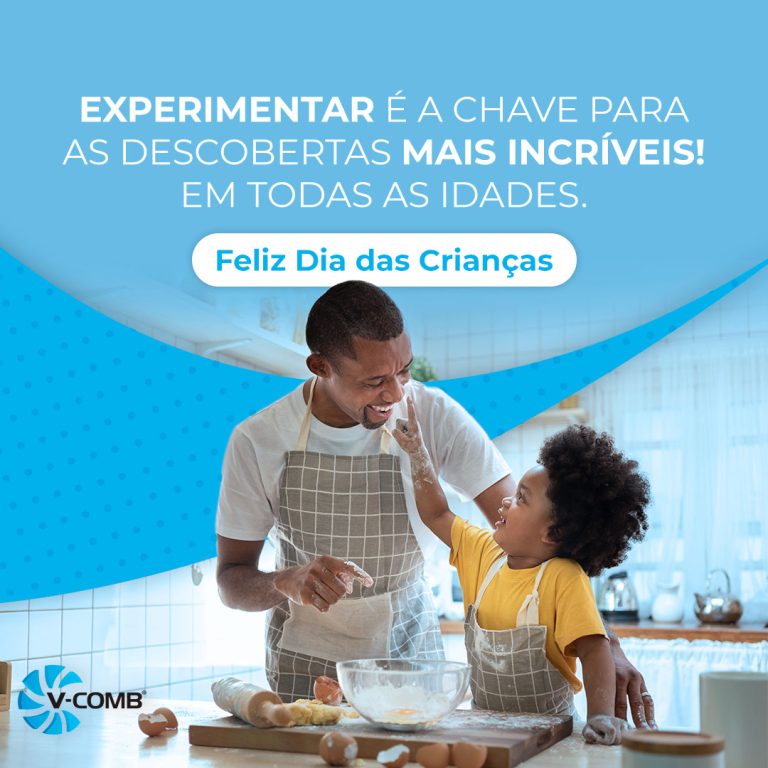 EXPERIMENTAR É A CHAVE PARA
AS DESCOBERTAS MAIS INCRÍVEIS!
EM TODAS AS IDADES.
Feliz Dia das Crianças
V-COMB®